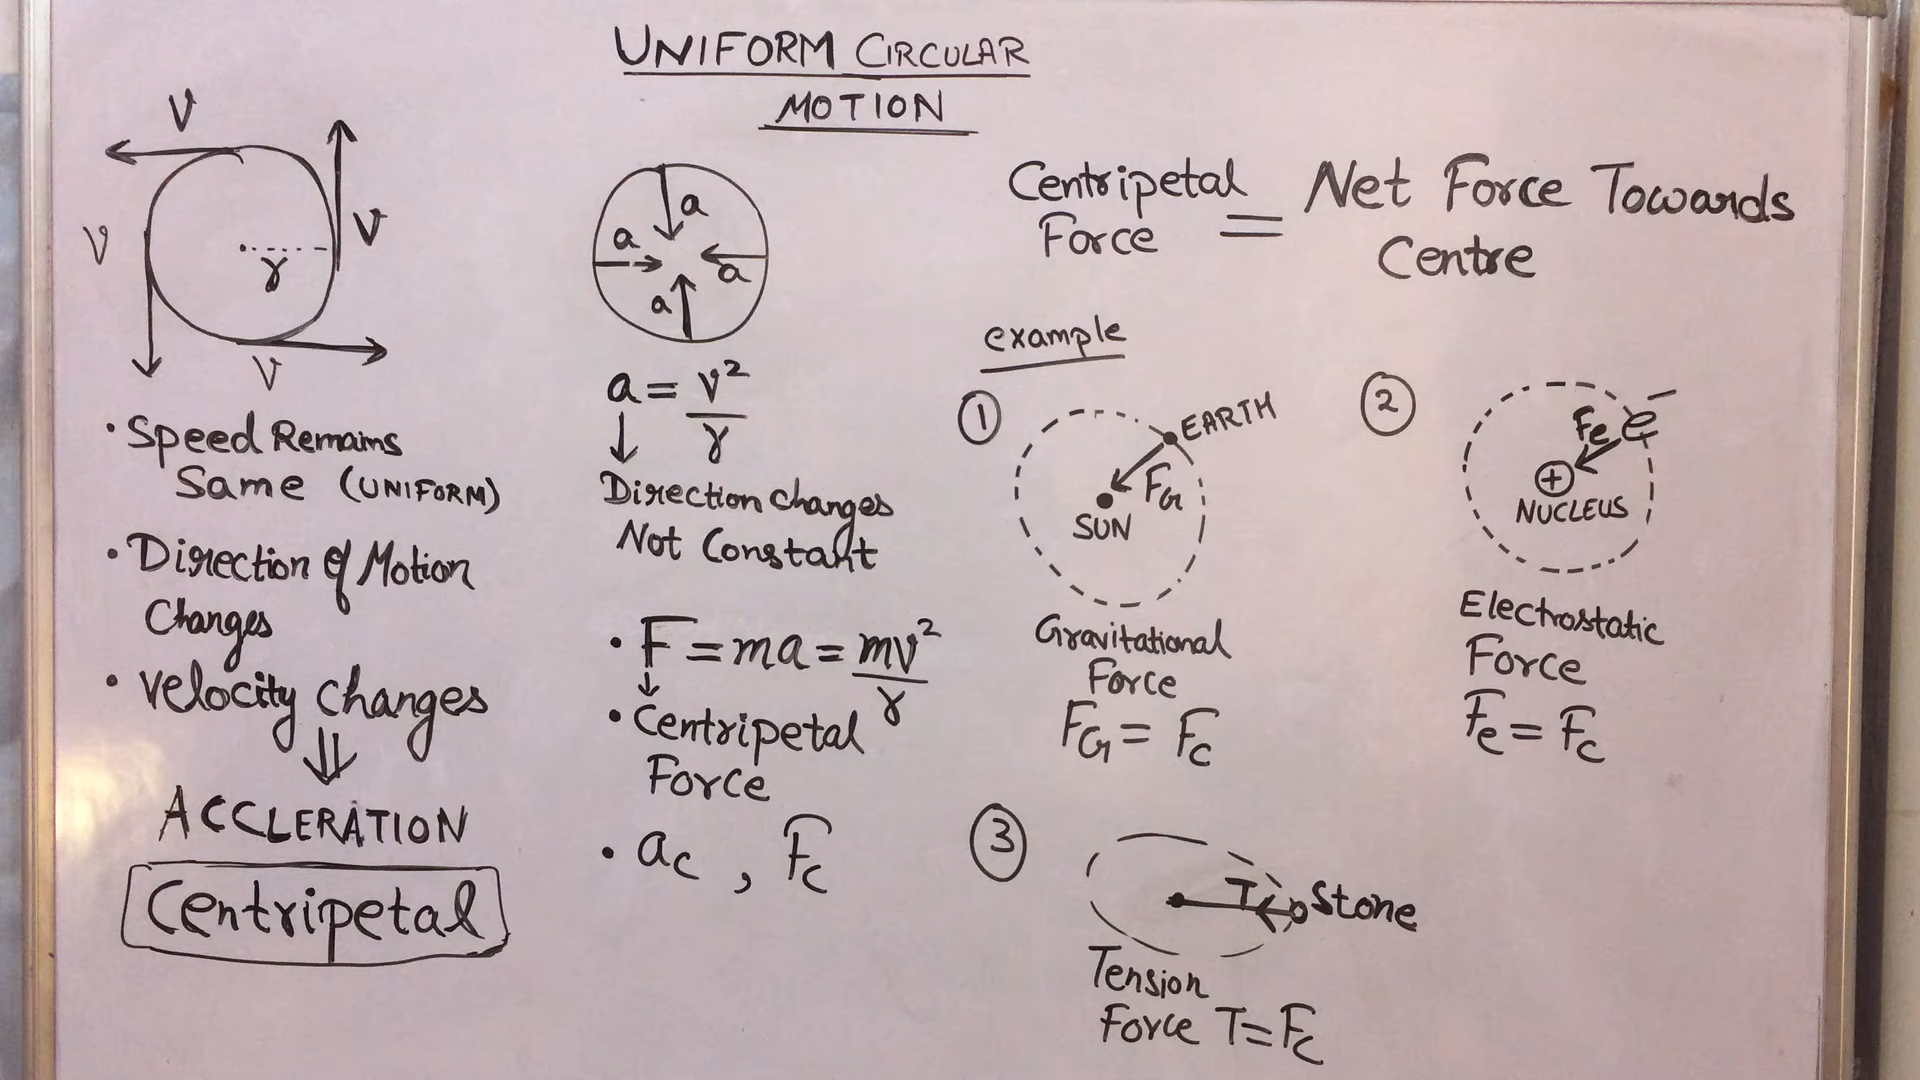 UNIFORM CIRCULAR
MOTION
V
V
V
r
V
• Speed Remains
Same (UNIFORM)
• Direction of Motion
Changes
• Velocity changes
⇓
ACCLERATION
Centripetal
a
a
a
a
a = v²/r
↓
Direction Changes
Not Constant
• F = ma = mv²/r
↓
• Centripetal
Force
• ac , Fc
Centripetal
Force
= Net Force Towards
Centre
example
①
EARTH
FG
SUN
Gravitational
Force
FG = Fc
②
Fe e⁻
+
NUCLEUS
Electrostatic
Force
Fe = Fc
③
T Stone
Tension
Force T = Fc